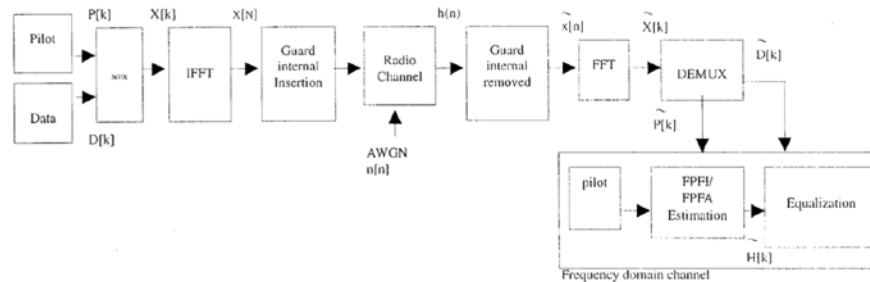 P[k]
X[k]
x[N]
h(n)
x̃[n]
X̃[k]
D̃[k]
Pilot
Data
D[k]
MUX
IFFT
Guard
internal
Insertion
Radio
Channel
AWGN
n[n]
Guard
internal
removed
FFT
DEMUX
P̃[k]
pilot
FPFI/
FPFA
Estimation
Equalization
H̃[k]
Frequency domain channel